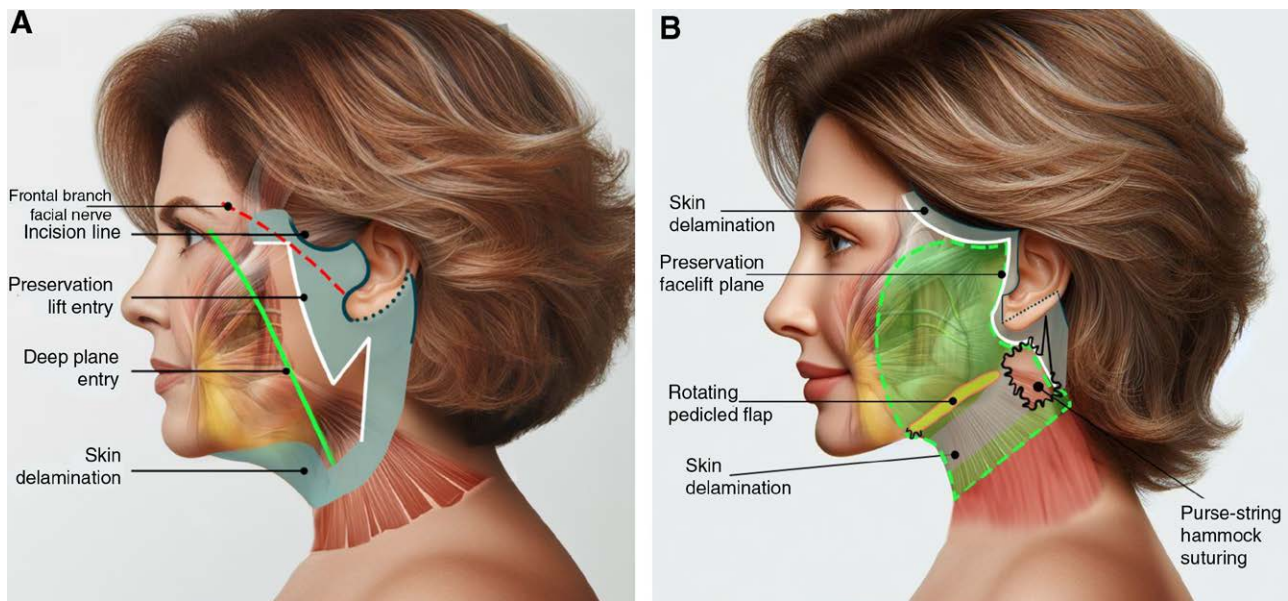 A
Frontal branch
facial nerve
Incision line
Preservation
lift entry
Deep plane
entry
Skin
delamination
B
Skin
delamination
Preservation
facelift plane
Rotating
pedicled flap
Skin
delamination
Purse-string
hammock
suturing